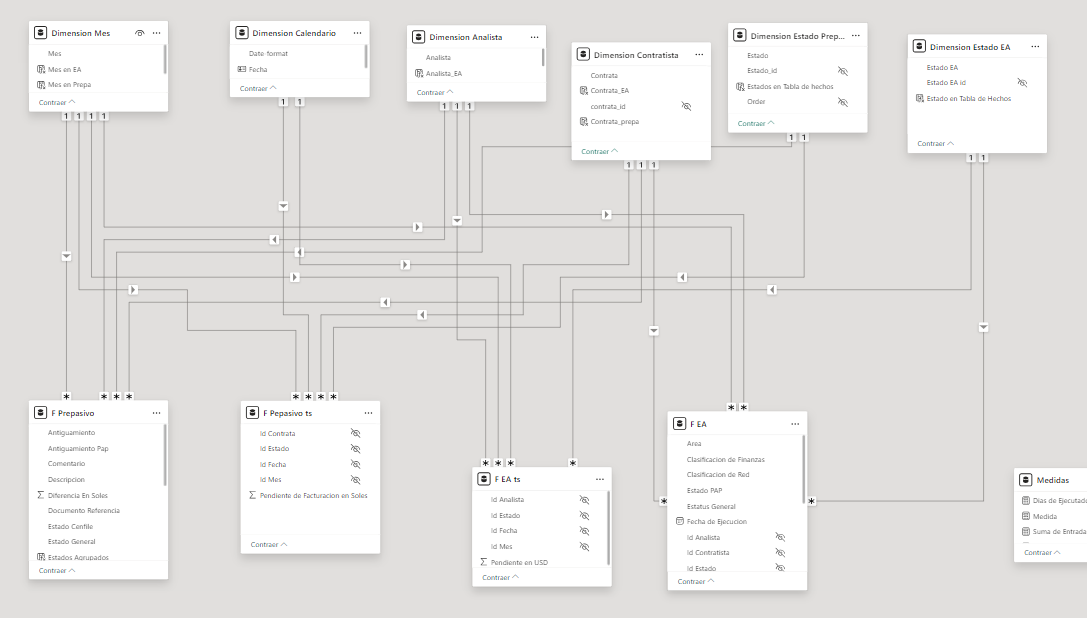 Dimension Mes
Mes
Mes en EA
Mes en Prepa
Contraer
1 1 1 1
Dimension Calendario
Date format
Fecha
Contraer
1 1
Dimension Analista
Analista
Analista_EA
Contraer
1 1 1
Dimension Contratista
Contrata
Contrata_EA
contrata_id
Contrata_prepa
Contraer
1 1 1
Dimension Estado Prep...
Estado
Estado_id
Estados en Tabla de hechos
Order
Contraer
1 1
Dimension Estado EA
Estado EA
Estado EA id
Estado en Tabla de Hechos
Contraer
1 1
* * * *
F Prepasivo
Antiguamiento
Antiguamiento Pap
Comentario
Descripcion
Diferencia En Soles
Documento Referencia
Estado Cenfile
Estado General
Estados Agrupados
Contraer
* * * *
F Pepasivo ts
Id Contrata
Id Estado
Id Fecha
Id Mes
Pendiente de Facturacion en Soles
Contraer
* * * *
F EA ts
Id Analista
Id Estado
Id Fecha
Id Mes
Pendiente en USD
Contraer
* *
* *
F EA
Area
Clasificacion de Finanzas
Clasificacion de Red
Estado PAP
Estatus General
Fecha de Ejecucion
Id Analista
Id Contratista
Id Estado
Contraer
Medidas
Dias de Ejecutad
Medida
Suma de Entrada
Contraer